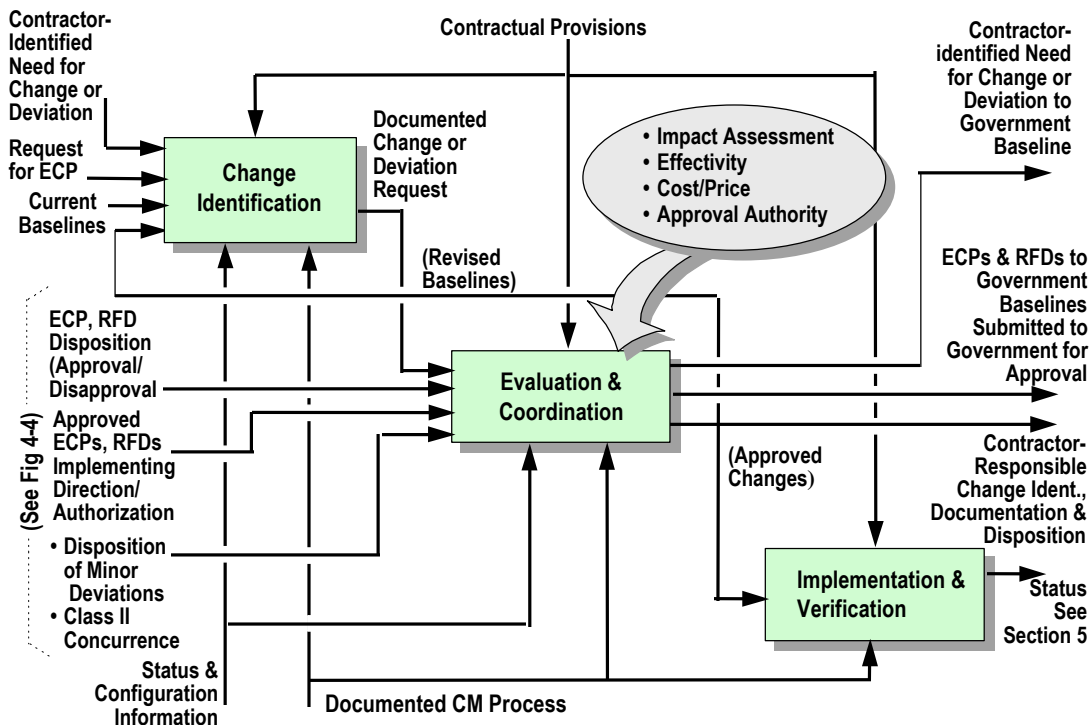 Contractor-
Identified
Need for
Change or
Deviation
Request
for ECP
Current
Baselines
Contractual Provisions
Change
Identification
Documented
Change or
Deviation
Request
• Impact Assessment
• Effectivity
• Cost/Price
• Approval Authority
Contractor-
identified Need
for Change or
Deviation to
Government
Baseline
(Revised
Baselines)
(See Fig 4-4)
ECP, RFD
Disposition
(Approval/
Disapproval
Approved
ECPs, RFDs
Implementing
Direction/
Authorization
• Disposition
of Minor
Deviations
• Class II
Concurrence
Evaluation &
Coordination
ECPs & RFDs to
Government
Baselines
Submitted to
Government for
Approval
(Approved
Changes)
Contractor-
Responsible
Change Ident.,
Documentation &
Disposition
Implementation &
Verification
Status
See
Section 5
Status &
Configuration
Information
Documented CM Process